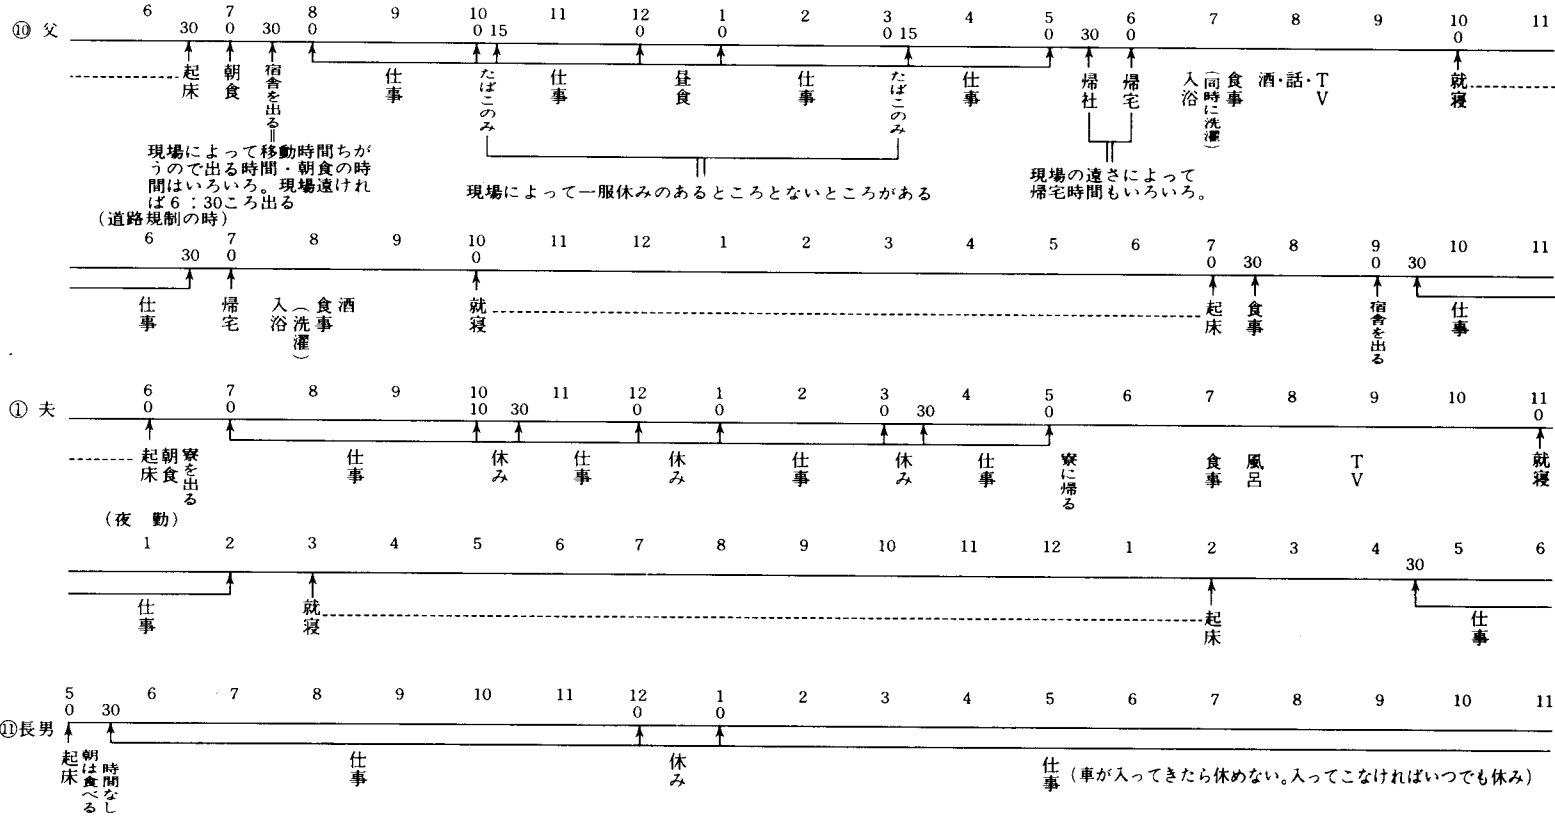 6 7 8 9 10 11 12 1 2 3 4 5 6 7 8 9 10 11
30 0 30 0 0 15 0 0 0 15 0 30 0 0
⑩ 父
起床 朝食 宿舎を出る 仕事 たばこのみ 仕事 昼食 仕事 たばこのみ 仕事 帰社 帰宅 入浴(同時に洗濯) 食事 酒・話・TV 就寝
現場によって移動時間ちが
うので出る時間・朝食の時
間はいろいろ。現場遠けれ
ば6:30ころ出る
現場によって一服休みのあるところとないところがある
現場の遠さによって
帰宅時間もいろいろ。
(道路規制の時)
6 7 8 9 10 11 12 1 2 3 4 5 6 7 8 9 10 11
30 0 0 0 30 0 30
仕事 帰宅 入浴(洗濯) 食事 酒 就寝 起床 食事 宿舎を出る 仕事
6 7 8 9 10 11 12 1 2 3 4 5 6 7 8 9 10 11
0 0 10 30 0 0 0 30 0 0
① 夫
起床 朝食 寮を出る 仕事 休み 仕事 休み 仕事 休み 仕事 寮に帰る 食事 風呂 TV 就寝
(夜 勤)
1 2 3 4 5 6 7 8 9 10 11 12 1 2 3 4 5 6
30
仕事 就寝 起床 仕事
5 6 7 8 9 10 11 12 1 2 3 4 5 6 7 8 9 10 11
0 30 0 0
⑪長男
起床 朝は食べる 時間なし 仕事 休み 仕事 (車が入ってきたら休めない。入ってこなければいつでも休み)